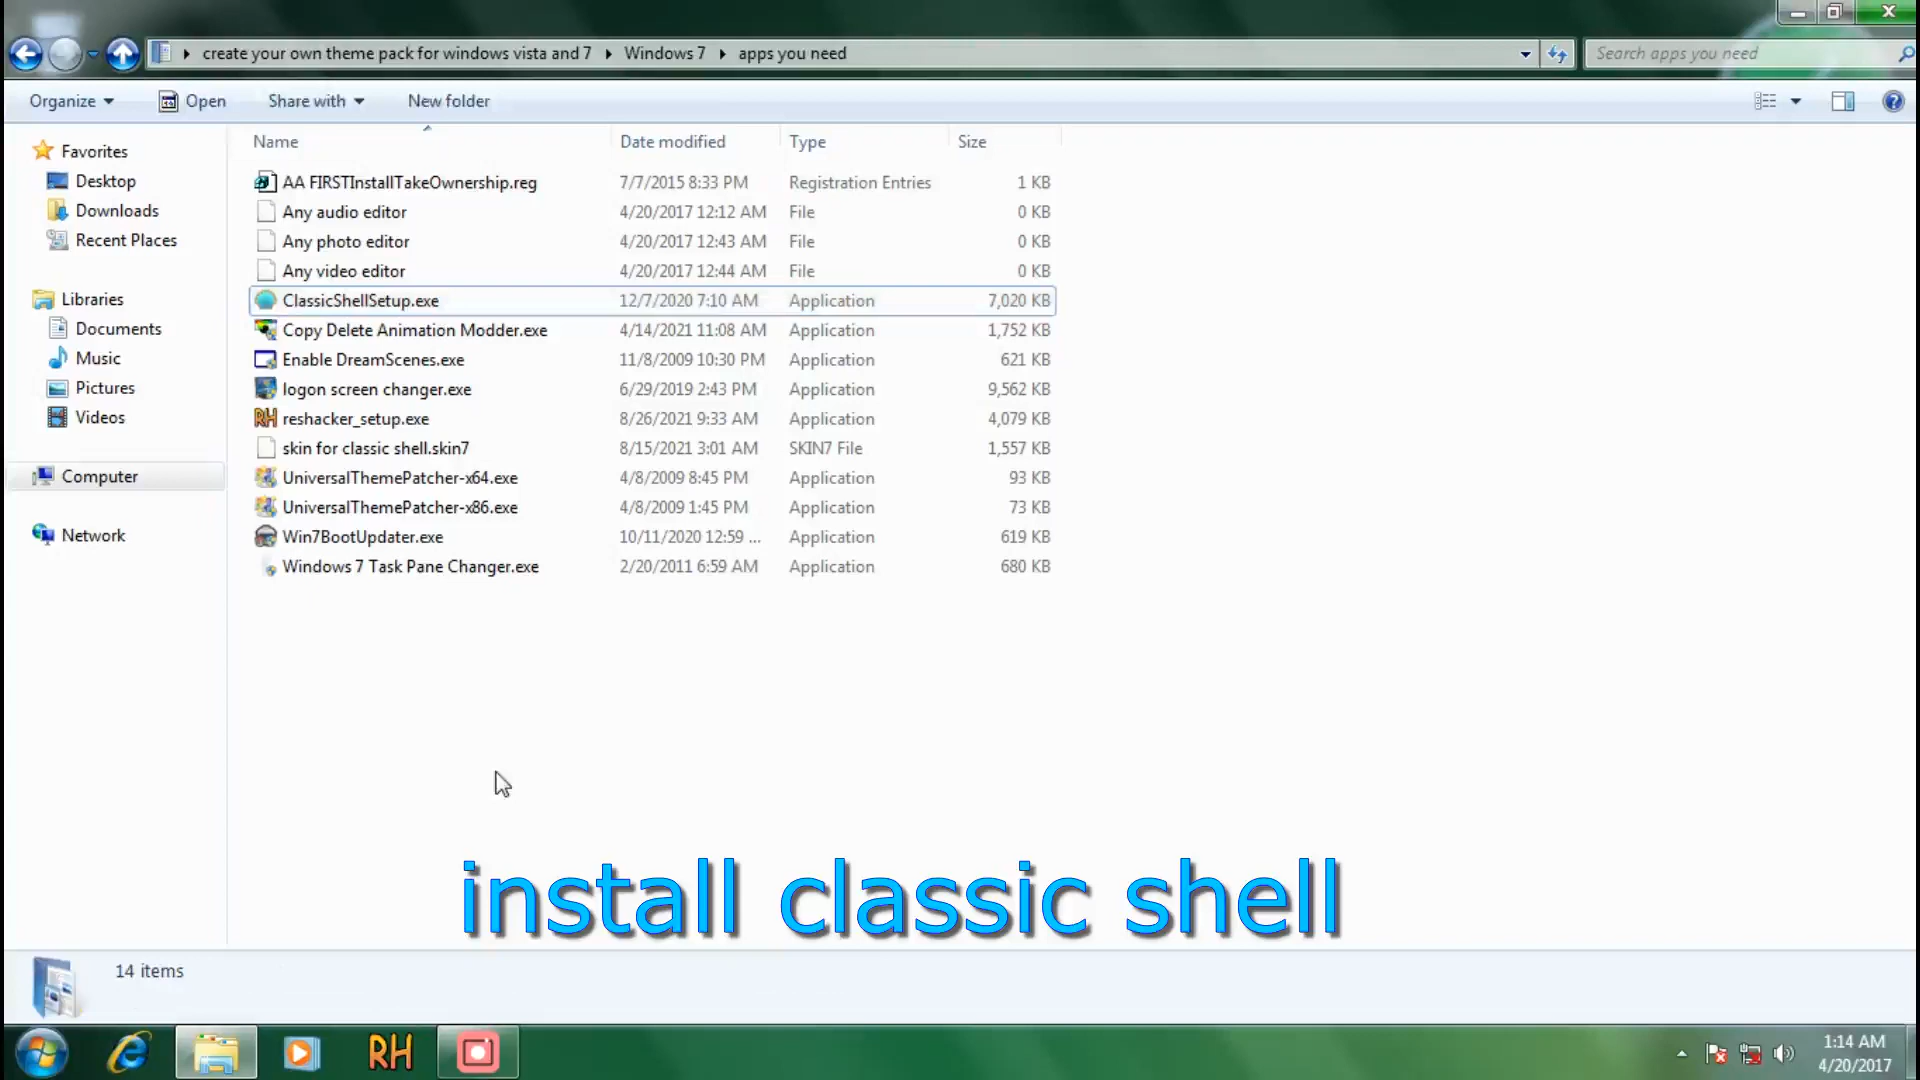 create your own theme pack for windows vista and 7 Windows 7 apps you need Search apps you need
Organize Open Share with New folder
Name Date modified Type Size
Favorites
Desktop
Downloads
Recent Places
Libraries
Documents
Music
Pictures
Videos
Computer
Network
AA FIRSTInstallTakeOwnership.reg 7/7/2015 8:33 PM Registration Entries 1 KB
Any audio editor 4/20/2017 12:12 AM File 0 KB
Any photo editor 4/20/2017 12:43 AM File 0 KB
Any video editor 4/20/2017 12:44 AM File 0 KB
ClassicShellSetup.exe 12/7/2020 7:10 AM Application 7,020 KB
Copy Delete Animation Modder.exe 4/14/2021 11:08 AM Application 1,752 KB
Enable DreamScenes.exe 11/8/2009 10:30 PM Application 621 KB
logon screen changer.exe 6/29/2019 2:43 PM Application 9,562 KB
reshacker_setup.exe 8/26/2021 9:33 AM Application 4,079 KB
skin for classic shell.skin7 8/15/2021 3:01 AM SKIN7 File 1,557 KB
UniversalThemePatcher-x64.exe 4/8/2009 8:45 PM Application 93 KB
UniversalThemePatcher-x86.exe 4/8/2009 1:45 PM Application 73 KB
Win7BootUpdater.exe 10/11/2020 12:59 ... Application 619 KB
Windows 7 Task Pane Changer.exe 2/20/2011 6:59 AM Application 680 KB
install classic shell
14 items
RH
1:14 AM
4/20/2017